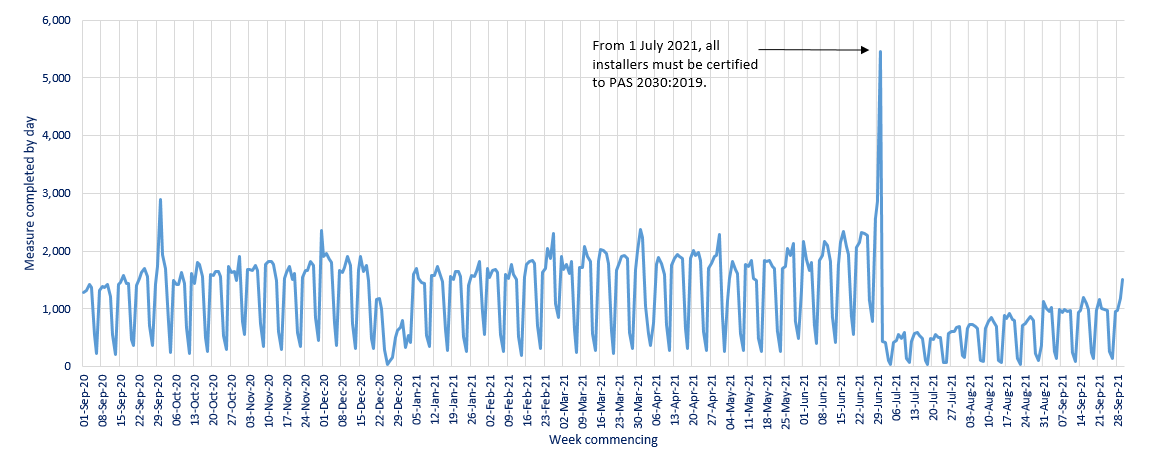 6,000
5,000
4,000
3,000
2,000
1,000
0
Measure completed by day
From 1 July 2021, all
installers must be certified
to PAS 2030:2019.
01-Sep-20
08-Sep-20
15-Sep-20
22-Sep-20
29-Sep-20
06-Oct-20
13-Oct-20
20-Oct-20
27-Oct-20
03-Nov-20
10-Nov-20
17-Nov-20
24-Nov-20
01-Dec-20
08-Dec-20
15-Dec-20
22-Dec-20
29-Dec-20
05-Jan-21
12-Jan-21
19-Jan-21
26-Jan-21
02-Feb-21
09-Feb-21
16-Feb-21
23-Feb-21
02-Mar-21
09-Mar-21
16-Mar-21
23-Mar-21
30-Mar-21
06-Apr-21
13-Apr-21
20-Apr-21
27-Apr-21
04-May-21
11-May-21
18-May-21
25-May-21
01-Jun-21
08-Jun-21
15-Jun-21
22-Jun-21
29-Jun-21
06-Jul-21
13-Jul-21
20-Jul-21
27-Jul-21
03-Aug-21
10-Aug-21
17-Aug-21
24-Aug-21
31-Aug-21
07-Sep-21
14-Sep-21
21-Sep-21
28-Sep-21
Week commencing